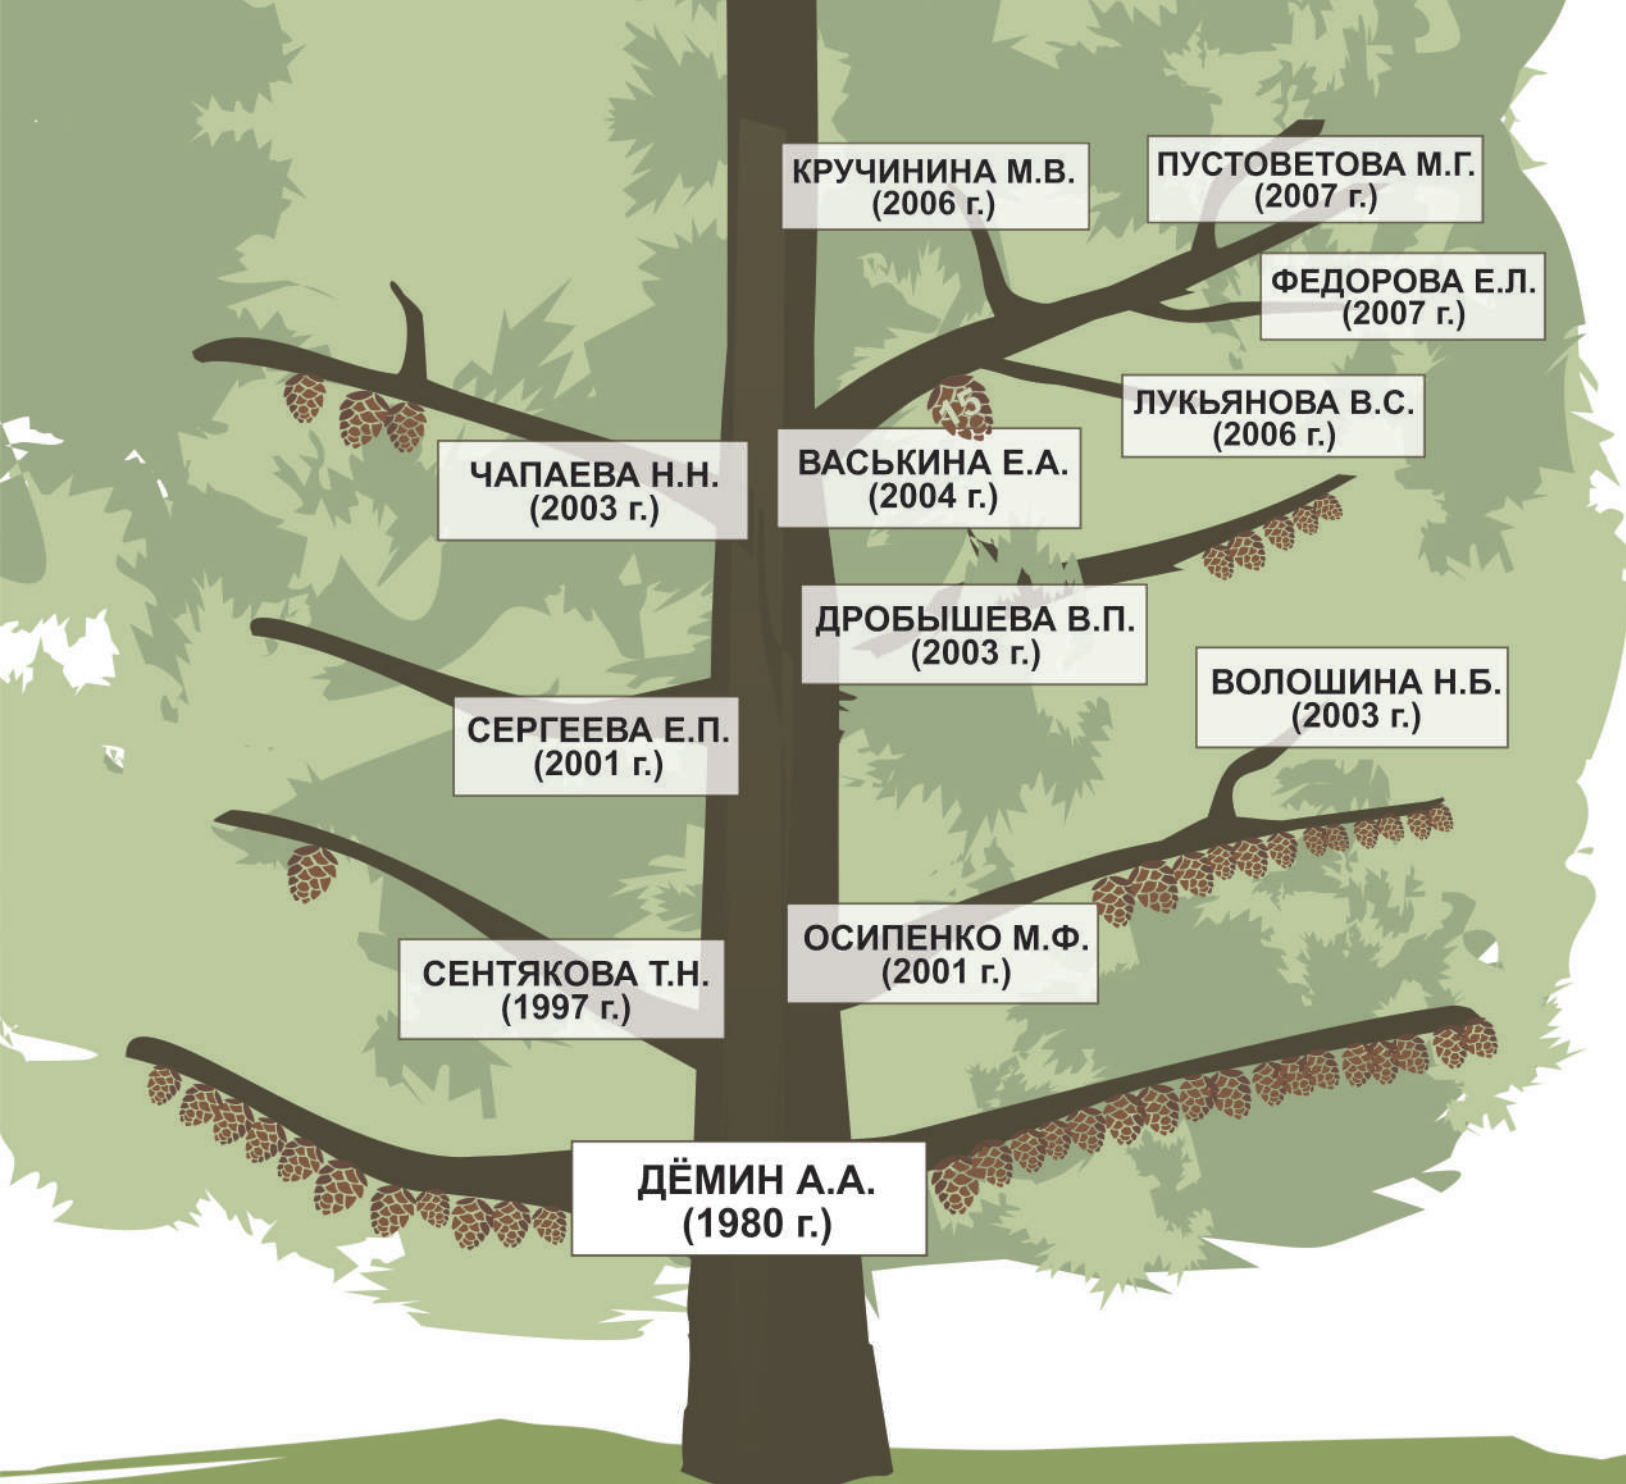 КРУЧИНИНА М.В.
(2006 г.)
ПУСТОВЕТОВА М.Г.
(2007 г.)
ФЕДОРОВА Е.Л.
(2007 г.)
ЛУКЬЯНОВА В.С.
(2006 г.)
15
ЧАПАЕВА Н.Н.
(2003 г.)
ВАСЬКИНА Е.А.
(2004 г.)
ДРОБЫШЕВА В.П.
(2003 г.)
ВОЛОШИНА Н.Б.
(2003 г.)
СЕРГЕЕВА Е.П.
(2001 г.)
ОСИПЕНКО М.Ф.
(2001 г.)
СЕНТЯКОВА Т.Н.
(1997 г.)
ДЁМИН А.А.
(1980 г.)